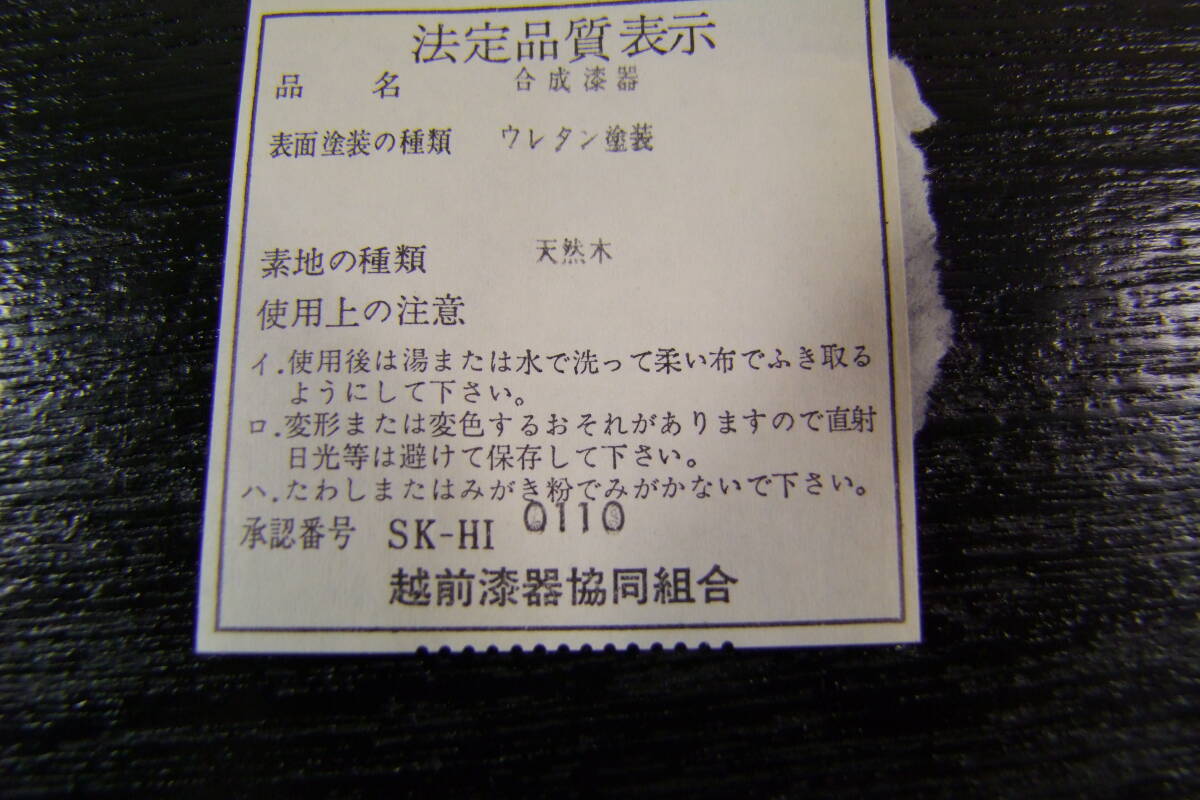 法定品質表示
品 名 合成漆器
表面塗装の種類 ウレタン塗装
素地の種類 天然木
使用上の注意
イ.使用後は湯または水で洗って柔い布でふき取る
ようにして下さい。
ロ.変形または変色するおそれがありますので直射
日光等は避けて保存して下さい。
ハ.たわしまたはみがき粉でみがかないで下さい。
承認番号 SK-HI 0110
越前漆器協同組合